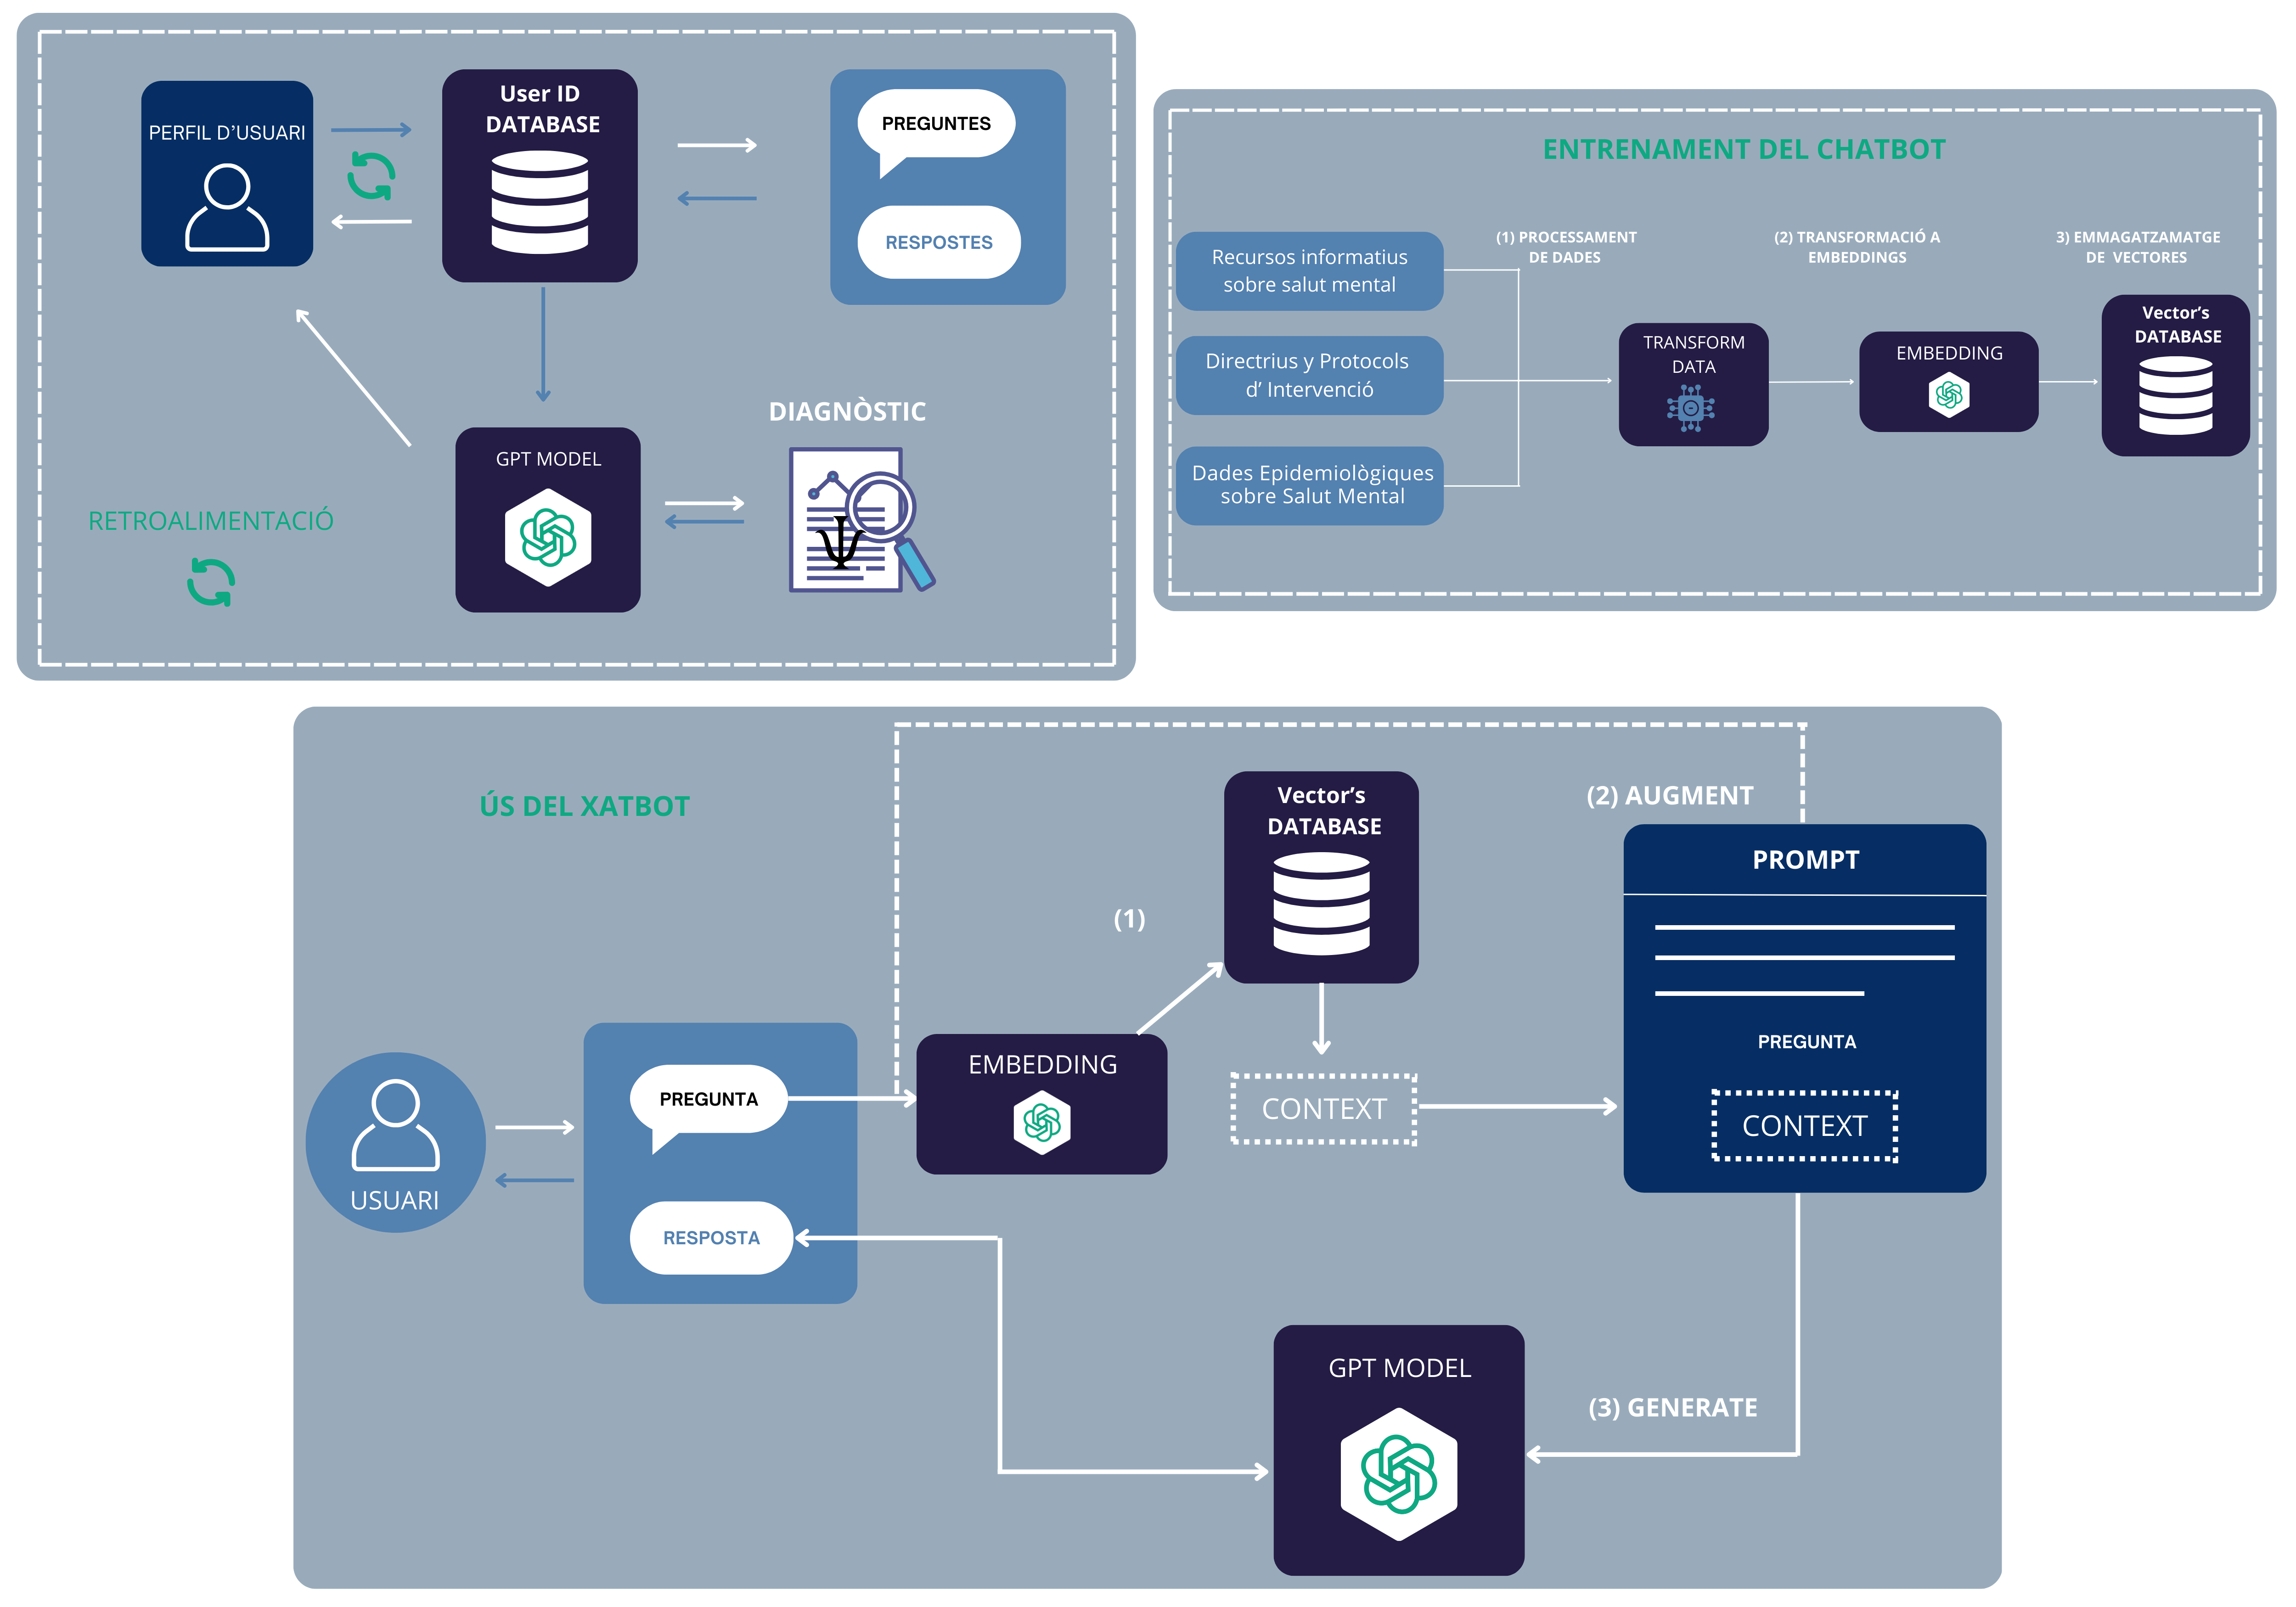 PERFIL D'USUARI
User ID
DATABASE
PREGUNTES
RESPOSTES
GPT MODEL
DIAGNÒSTIC
RETROALIMENTACIÓ
ENTRENAMENT DEL CHATBOT
Recursos informatius
sobre salut mental
Directrius y Protocols
d' Intervenció
Dades Epidemiològiques
sobre Salut Mental
(1) PROCESSAMENT
DE DADES
(2) TRANSFORMACIÓ A
EMBEDDINGS
3) EMMAGATZAMATGE
DE VECTORES
TRANSFORM
DATA
EMBEDDING
Vector's
DATABASE
ÚS DEL XATBOT
USUARI
PREGUNTA
RESPOSTA
EMBEDDING
(1)
Vector's
DATABASE
CONTEXT
(2) AUGMENT
PROMPT
PREGUNTA
CONTEXT
GPT MODEL
(3) GENERATE